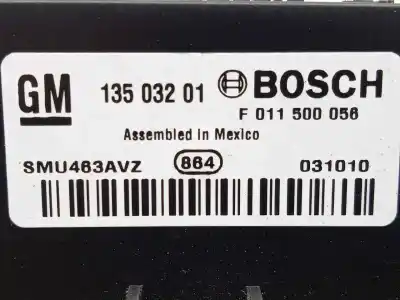 GM 135 032 01 BOSCH
F 011 500 056
Assembled in Mexico
SMU463AVZ 864 031010